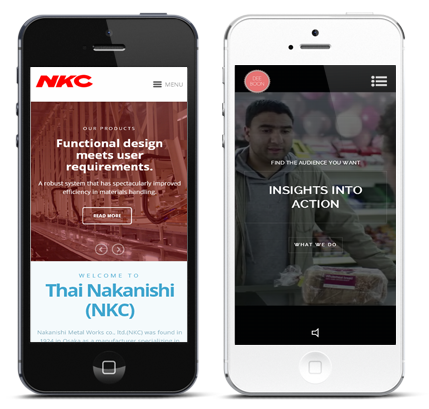 NKC
MENU
OUR PRODUCTS
Functional design
meets user
requirements.
A robust system that has spectacularly improved
efficiency in materials handling.
READ MORE
WELCOME TO
Thai Nakanishi
(NKC)
Nakanishi Metal Works co., ltd.(NKC) was found in
1924 in Osaka as a manufacturer specializing in
FIND THE AUDIENCE YOU WANT
INSIGHTS INTO
ACTION
WHAT WE DO